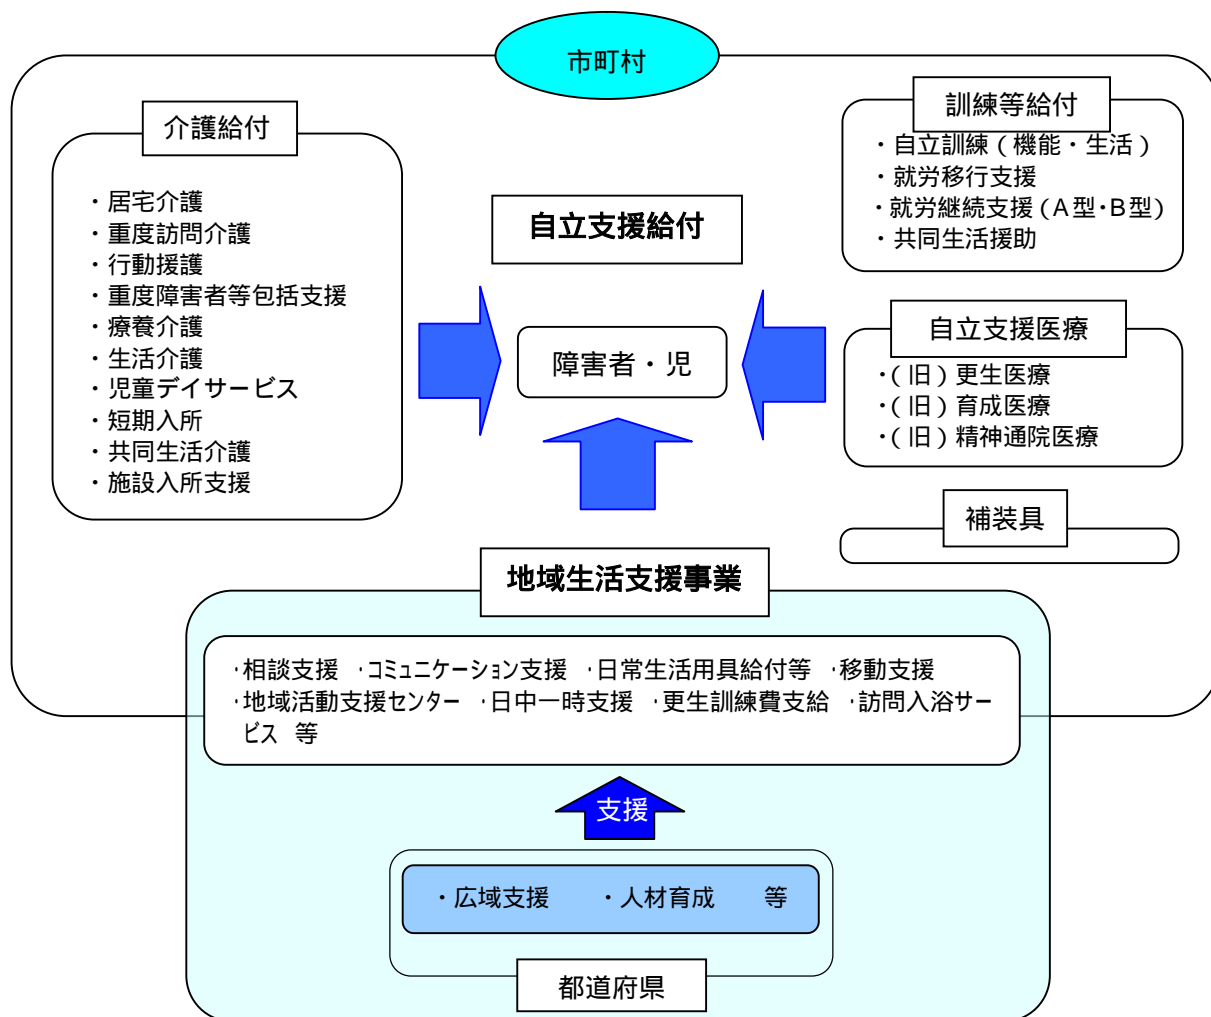 市町村
介護給付
・居宅介護
・重度訪問介護
・行動援護
・重度障害者等包括支援
・療養介護
・生活介護
・児童デイサービス
・短期入所
・共同生活介護
・施設入所支援
自立支援給付
障害者・児
訓練等給付
・自立訓練(機能・生活)
・就労移行支援
・就労継続支援(A型・B型)
・共同生活援助
自立支援医療
・(旧)更生医療
・(旧)育成医療
・(旧)精神通院医療
補装具
地域生活支援事業
・相談支援 ・コミュニケーション支援 ・日常生活用具給付等 ・移動支援
・地域活動支援センター ・日中一時支援 ・更生訓練費支給 ・訪問入浴サー
ビス 等
支援
・広域支援 ・人材育成 等
都道府県